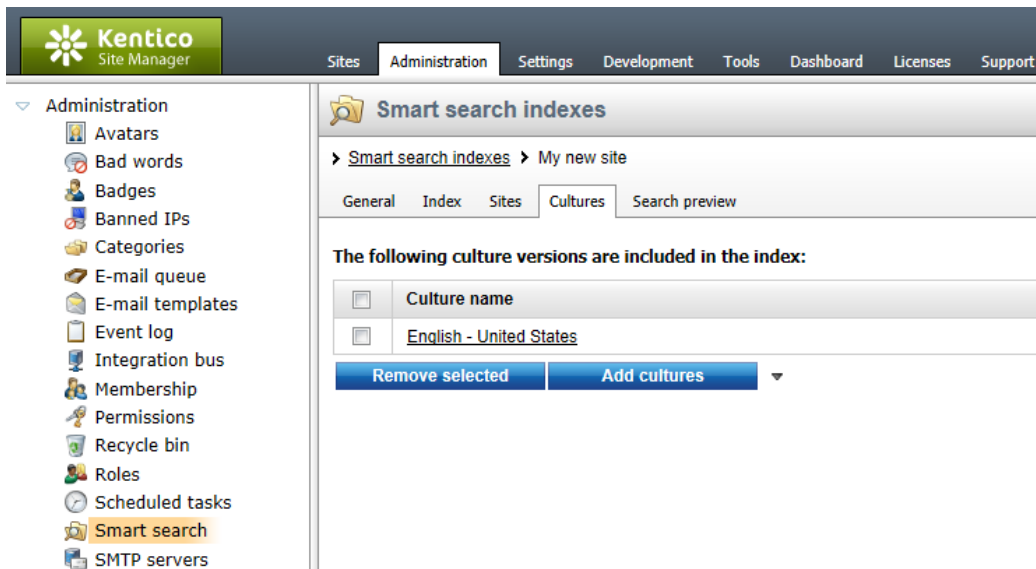 Kentico
Site Manager
Sites Administration Settings Development Tools Dashboard Licenses Support
Administration
Avatars
Bad words
Badges
Banned IPs
Categories
E-mail queue
E-mail templates
Event log
Integration bus
Membership
Permissions
Recycle bin
Roles
Scheduled tasks
Smart search
SMTP servers
Smart search indexes
Smart search indexes My new site
General Index Sites Cultures Search preview
The following culture versions are included in the index:
Culture name
English - United States
Remove selected Add cultures